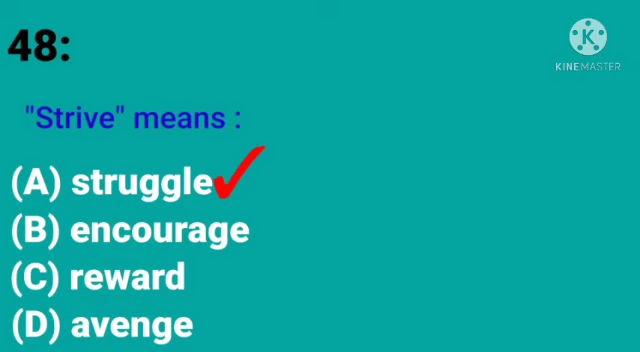 48:
KINEMASTER
"Strive" means :
(A) struggle
(B) encourage
(C) reward
(D) avenge